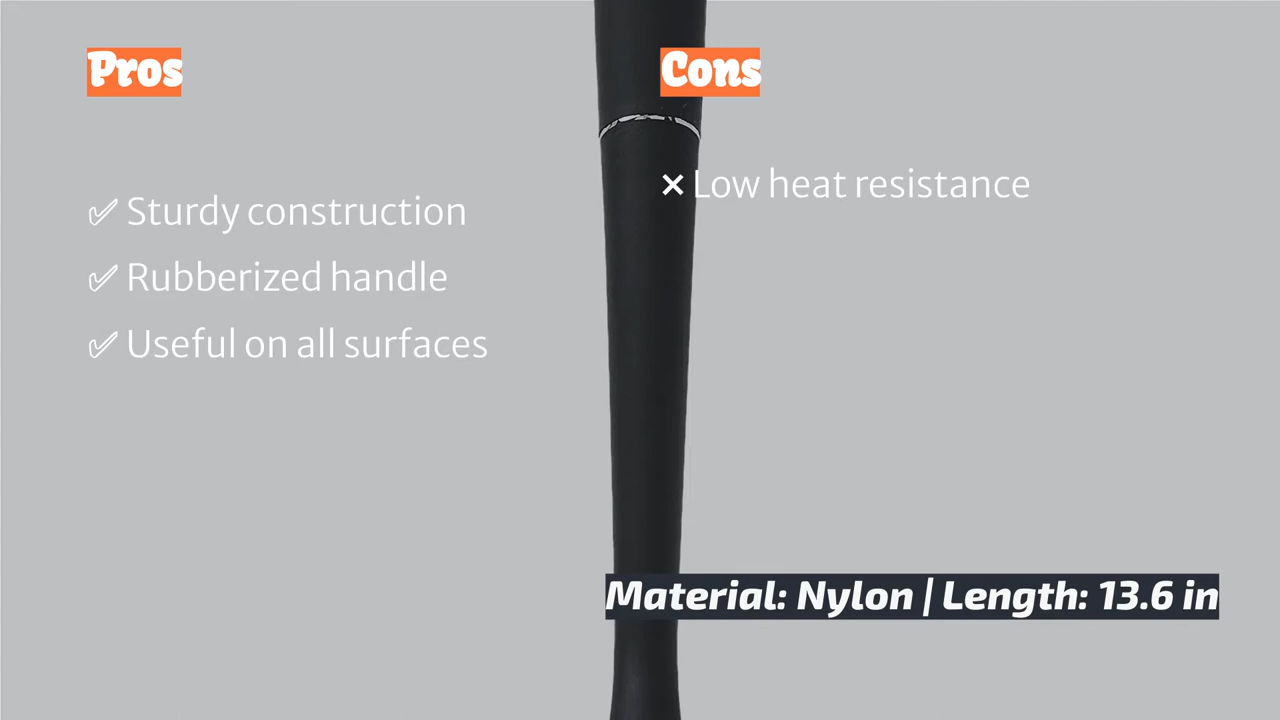 Pros
✅ Sturdy construction
✅ Rubberized handle
✅ Useful on all surfaces
Cons
× Low heat resistance
Material: Nylon | Length: 13.6 in